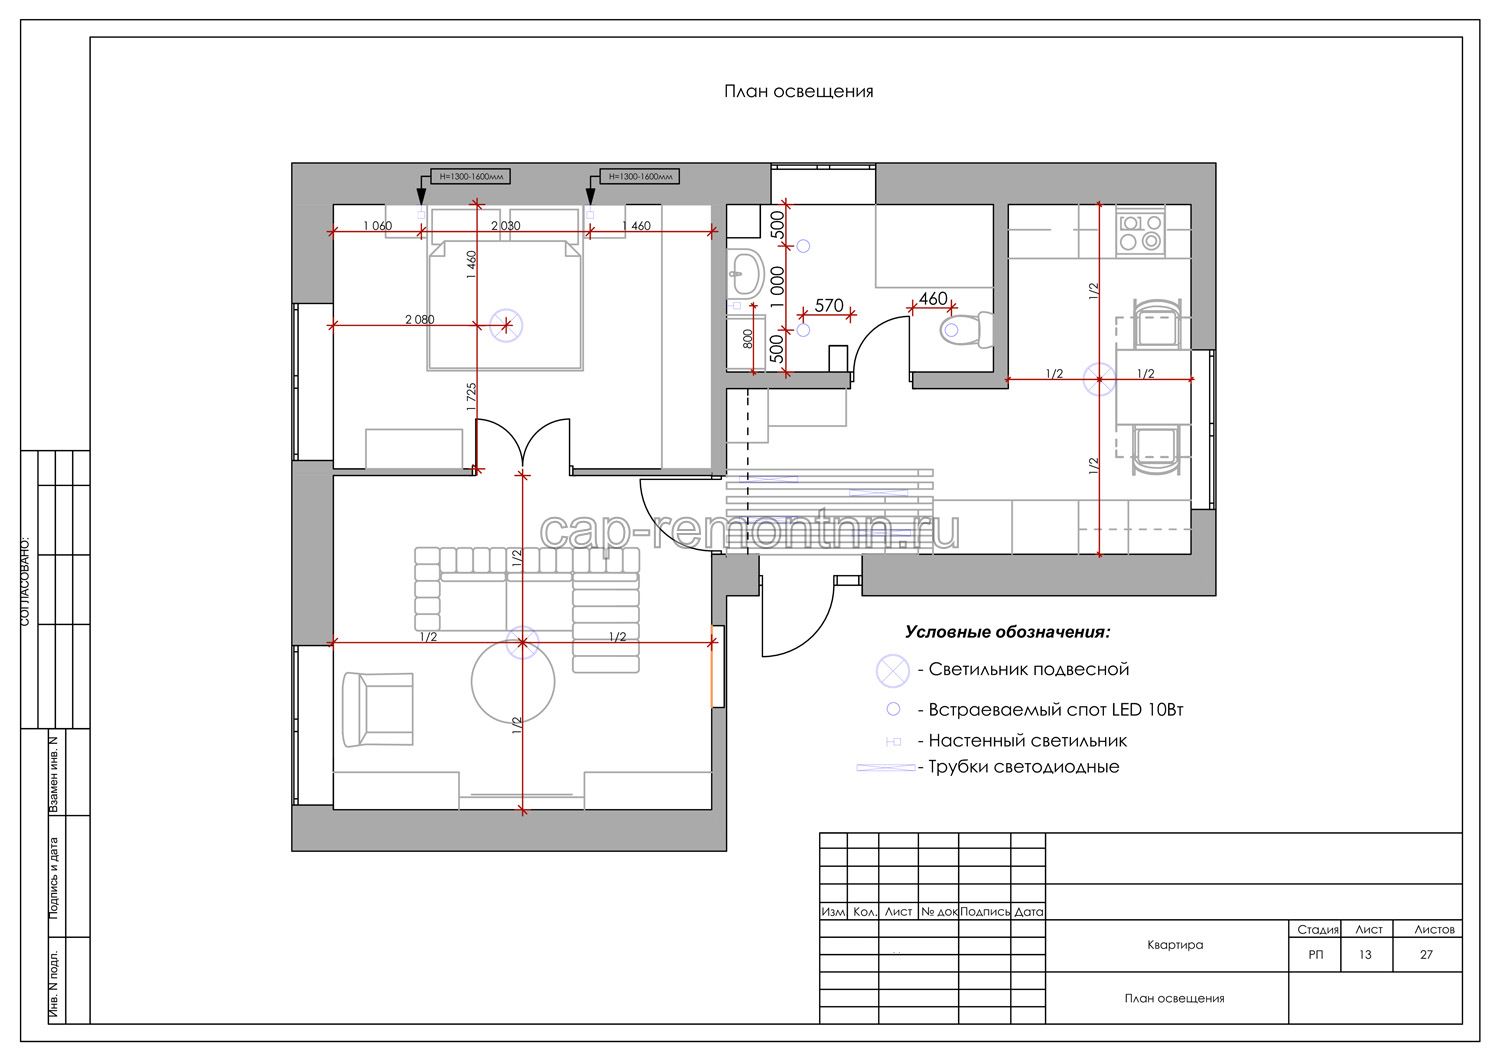 План освещения
H=1300-1600мм
H=1300-1600мм
1 060
2 030
1 460
1 460
2 080
1 725
500
1 000
500
570
460
800
1/2
1/2
1/2
1/2
1/2
1/2
1/2
1/2
cap-remontnn.ru
Условные обозначения:
- Светильник подвесной
- Встраеваемый спот LED 10Вт
- Настенный светильник
- Трубки светодиодные
СОГЛАСОВАНО:
Взамен инв. N
Подпись и дата
Инв. N подл.
Изм Кол. Лист № док Подпись Дата
Квартира
Стадия Лист Листов
РП 13 27
План освещения